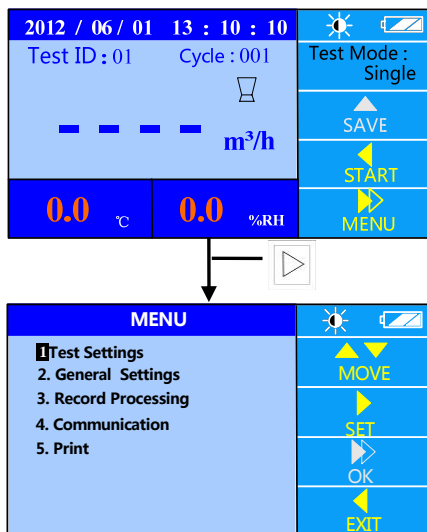 2012 / 06 / 01 13 : 10 : 10
Test ID : 01 Cycle : 001
m³/h
0.0 ℃ 0.0 %RH
Test Mode :
Single
SAVE
START
MENU
MENU
1 Test Settings
2. General Settings
3. Record Processing
4. Communication
5. Print
MOVE
SET
OK
EXIT